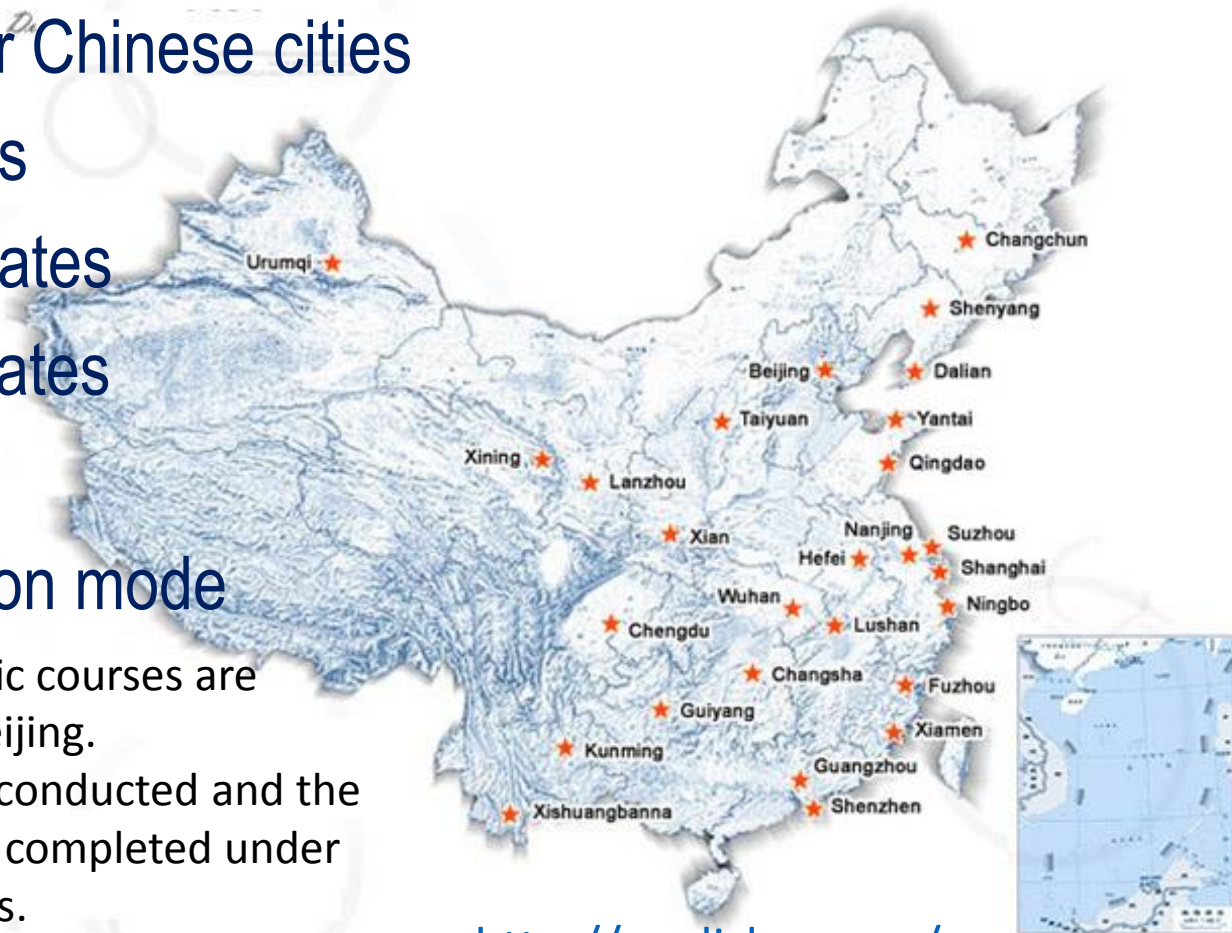 r Chinese cities
s
ates
ates
on mode
ic courses are
eijing.
conducted and the
completed under
s.
Urumqi
Changchun
Shenyang
Beijing
Dalian
Taiyuan
Yantai
Xining
Qingdao
Lanzhou
Xian
Nanjing
Suzhou
Hefei
Shanghai
Wuhan
Ningbo
Chengdu
Lushan
Changsha
Fuzhou
Guiyang
Xiamen
Kunming
Guangzhou
Xishuangbanna
Shenzhen